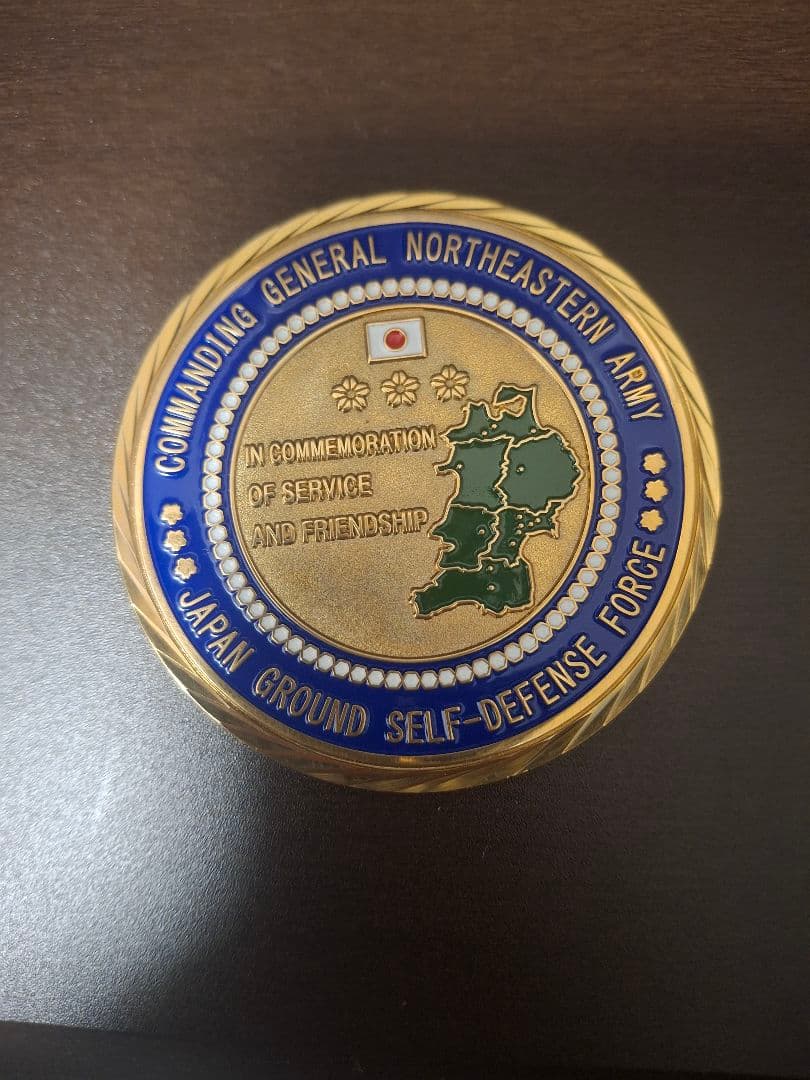 COMMANDING GENERAL NORTHEASTERN ARMY
IN COMMEMORATION
OF SERVICE
AND FRIENDSHIP
JAPAN GROUND SELF-DEFENSE FORCE